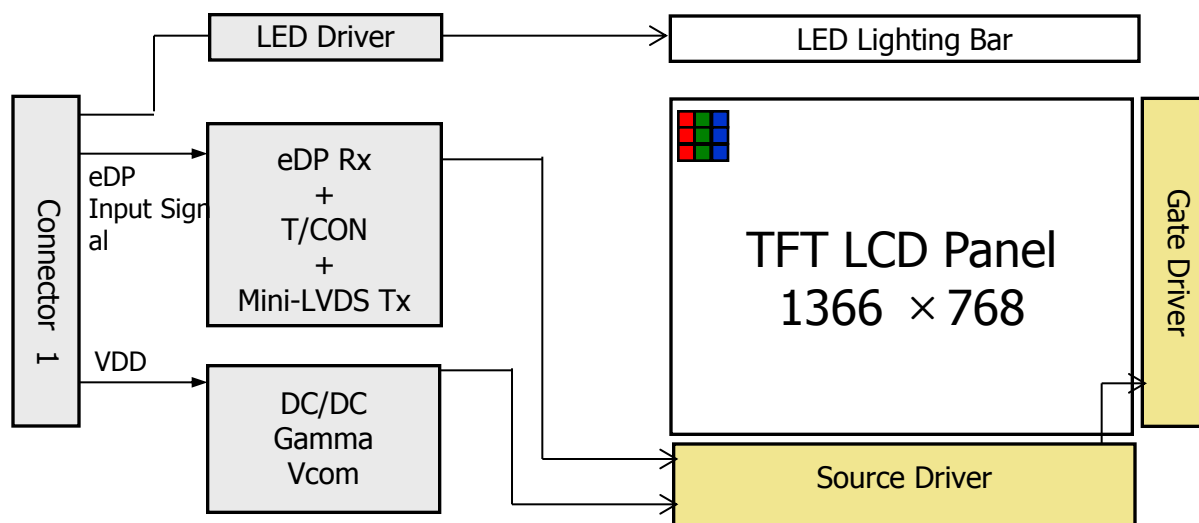 LED Driver
LED Lighting Bar
Connector 1
eDP
Input Sign
al
eDP Rx
+
T/CON
+
Mini-LVDS Tx
TFT LCD Panel
1366 × 768
Gate Driver
VDD
DC/DC
Gamma
Vcom
Source Driver